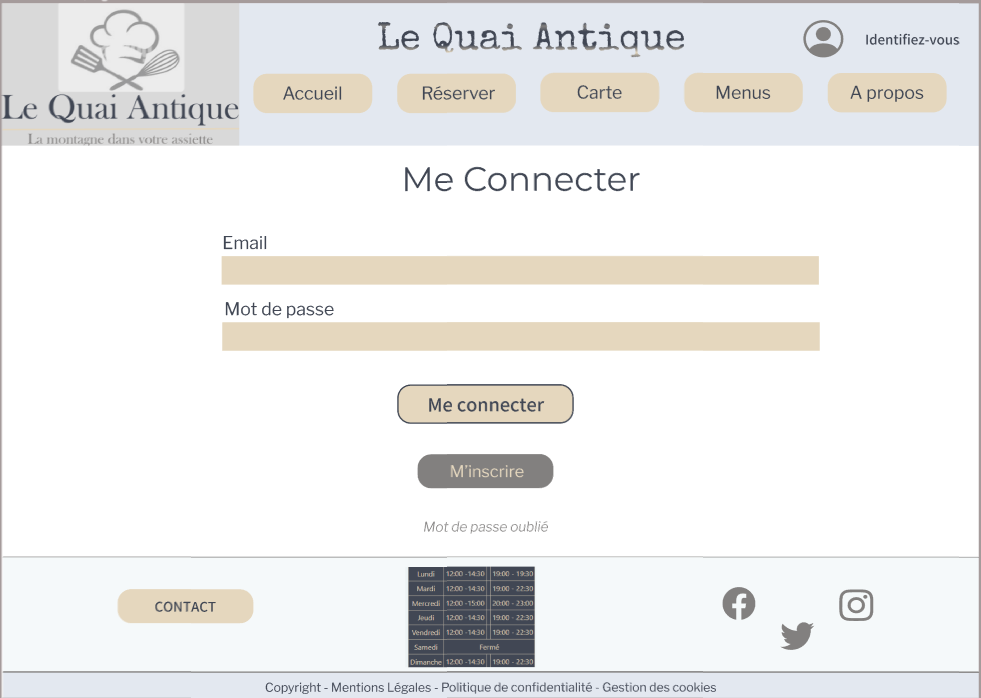 Le Quai Antique
La montagne dans votre assiette
Le Quai Antique
Identifiez-vous
Accueil
Réserver
Carte
Menus
A propos
Me Connecter
Email
Mot de passe
Me connecter
M'inscrire
Mot de passe oublié
CONTACT
Lundi 12:00 -14:30 19:00 - 19:30
Mardi 12:00 -14:30 19:00 - 22:30
Mercredi 12:00 -15:00 20:00 - 23:00
Jeudi 12:00 -14:30 19:00 - 22:30
Vendredi 12:00 -14:30 19:00 - 22:30
Samedi Fermé
Dimanche 12:00 -14:30 19:00 - 22:30
Copyright - Mentions Légales - Politique de confidentialité - Gestion des cookies